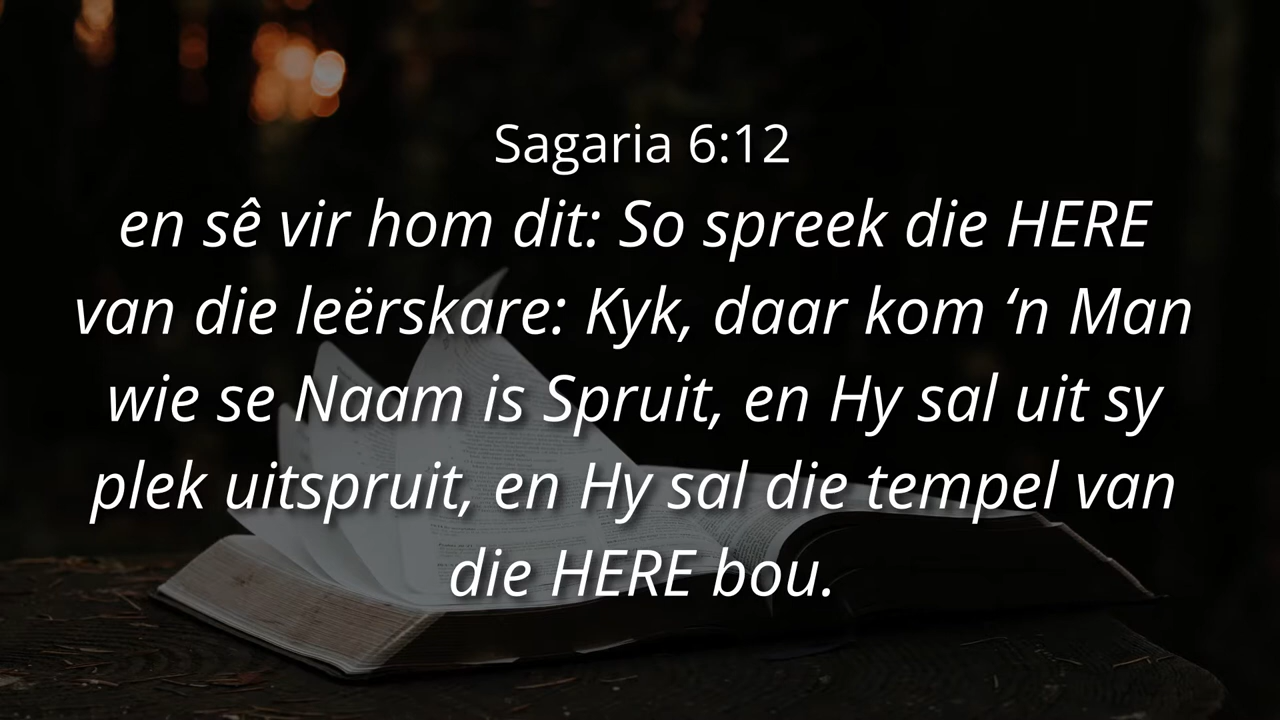 Sagaria 6:12
en sê vir hom dit: So spreek die HERE
van die leërskare: Kyk, daar kom ‘n Man
wie se Naam is Spruit, en Hy sal uit sy
plek uitspruit, en Hy sal die tempel van
die HERE bou.